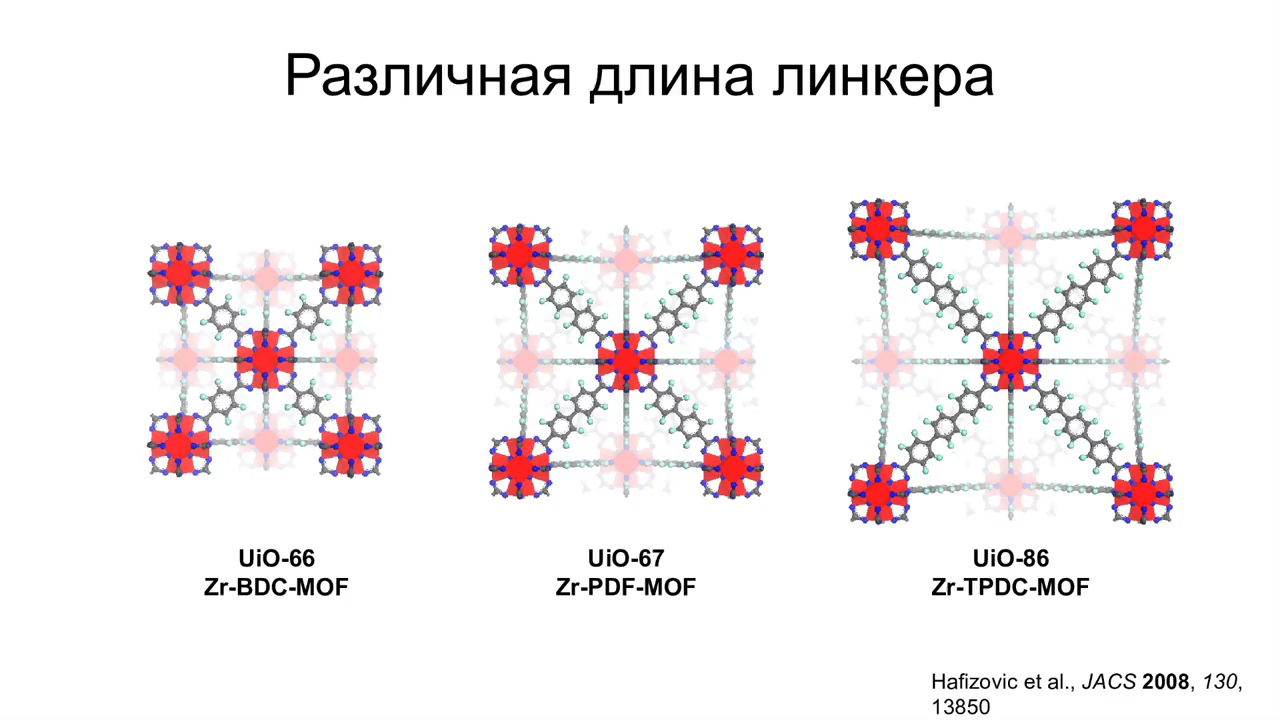 Различная длина линкера
UiO-66
Zr-BDC-MOF
UiO-67
Zr-PDF-MOF
UiO-86
Zr-TPDC-MOF
Hafizovic et al., JACS 2008, 130,
13850